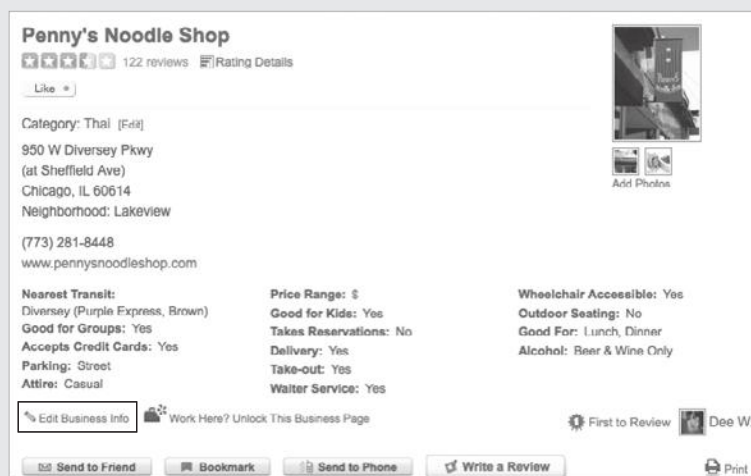 Penny's Noodle Shop
122 reviews Rating Details
Like
Category: Thai [Edit]
950 W Diversey Pkwy
(at Sheffield Ave)
Chicago, IL 60614
Neighborhood: Lakeview
(773) 281-8448
www.pennysnoodleshop.com
Add Photos
Nearest Transit:
Diversey (Purple Express, Brown)
Good for Groups: Yes
Accepts Credit Cards: Yes
Parking: Street
Attire: Casual
Price Range: $
Good for Kids: Yes
Takes Reservations: No
Delivery: Yes
Take-out: Yes
Waiter Service: Yes
Wheelchair Accessible: Yes
Outdoor Seating: No
Good For: Lunch, Dinner
Alcohol: Beer & Wine Only
Edit Business Info Work Here? Unlock This Business Page First to Review Dee W
Send to Friend Bookmark Send to Phone Write a Review Print